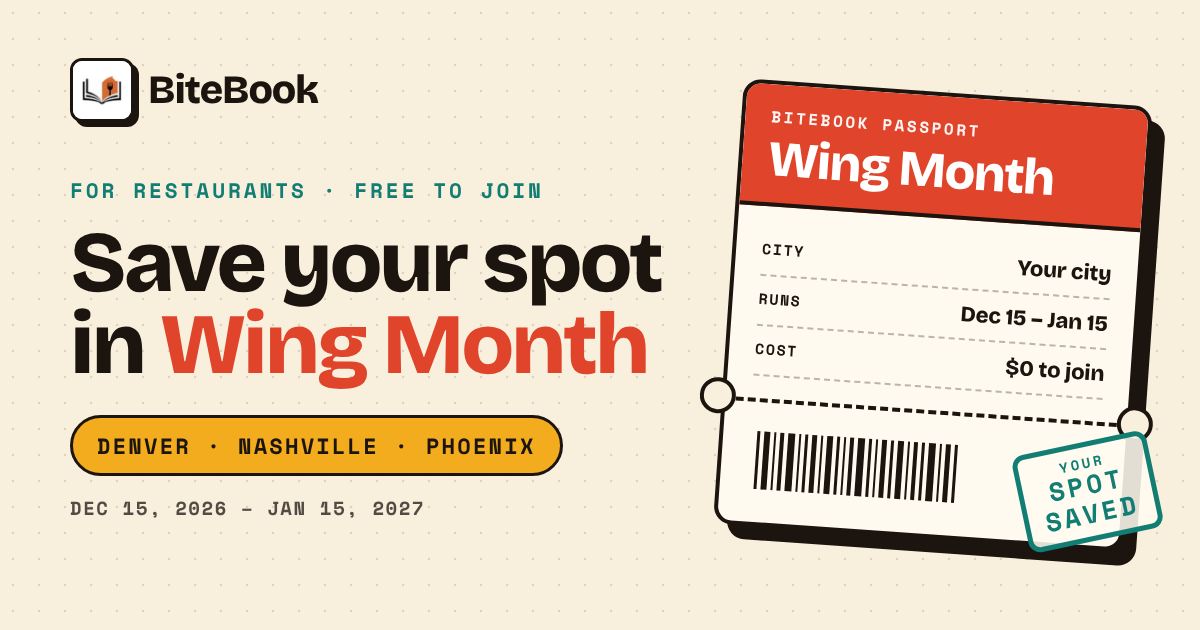 BiteBook
FOR RESTAURANTS · FREE TO JOIN
Save your spot
in Wing Month
DENVER · NASHVILLE · PHOENIX
DEC 15, 2026 – JAN 15, 2027
BITEBOOK PASSPORT
Wing Month
CITY Your city
RUNS Dec 15 – Jan 15
COST $0 to join
YOUR
SPOT
SAVED